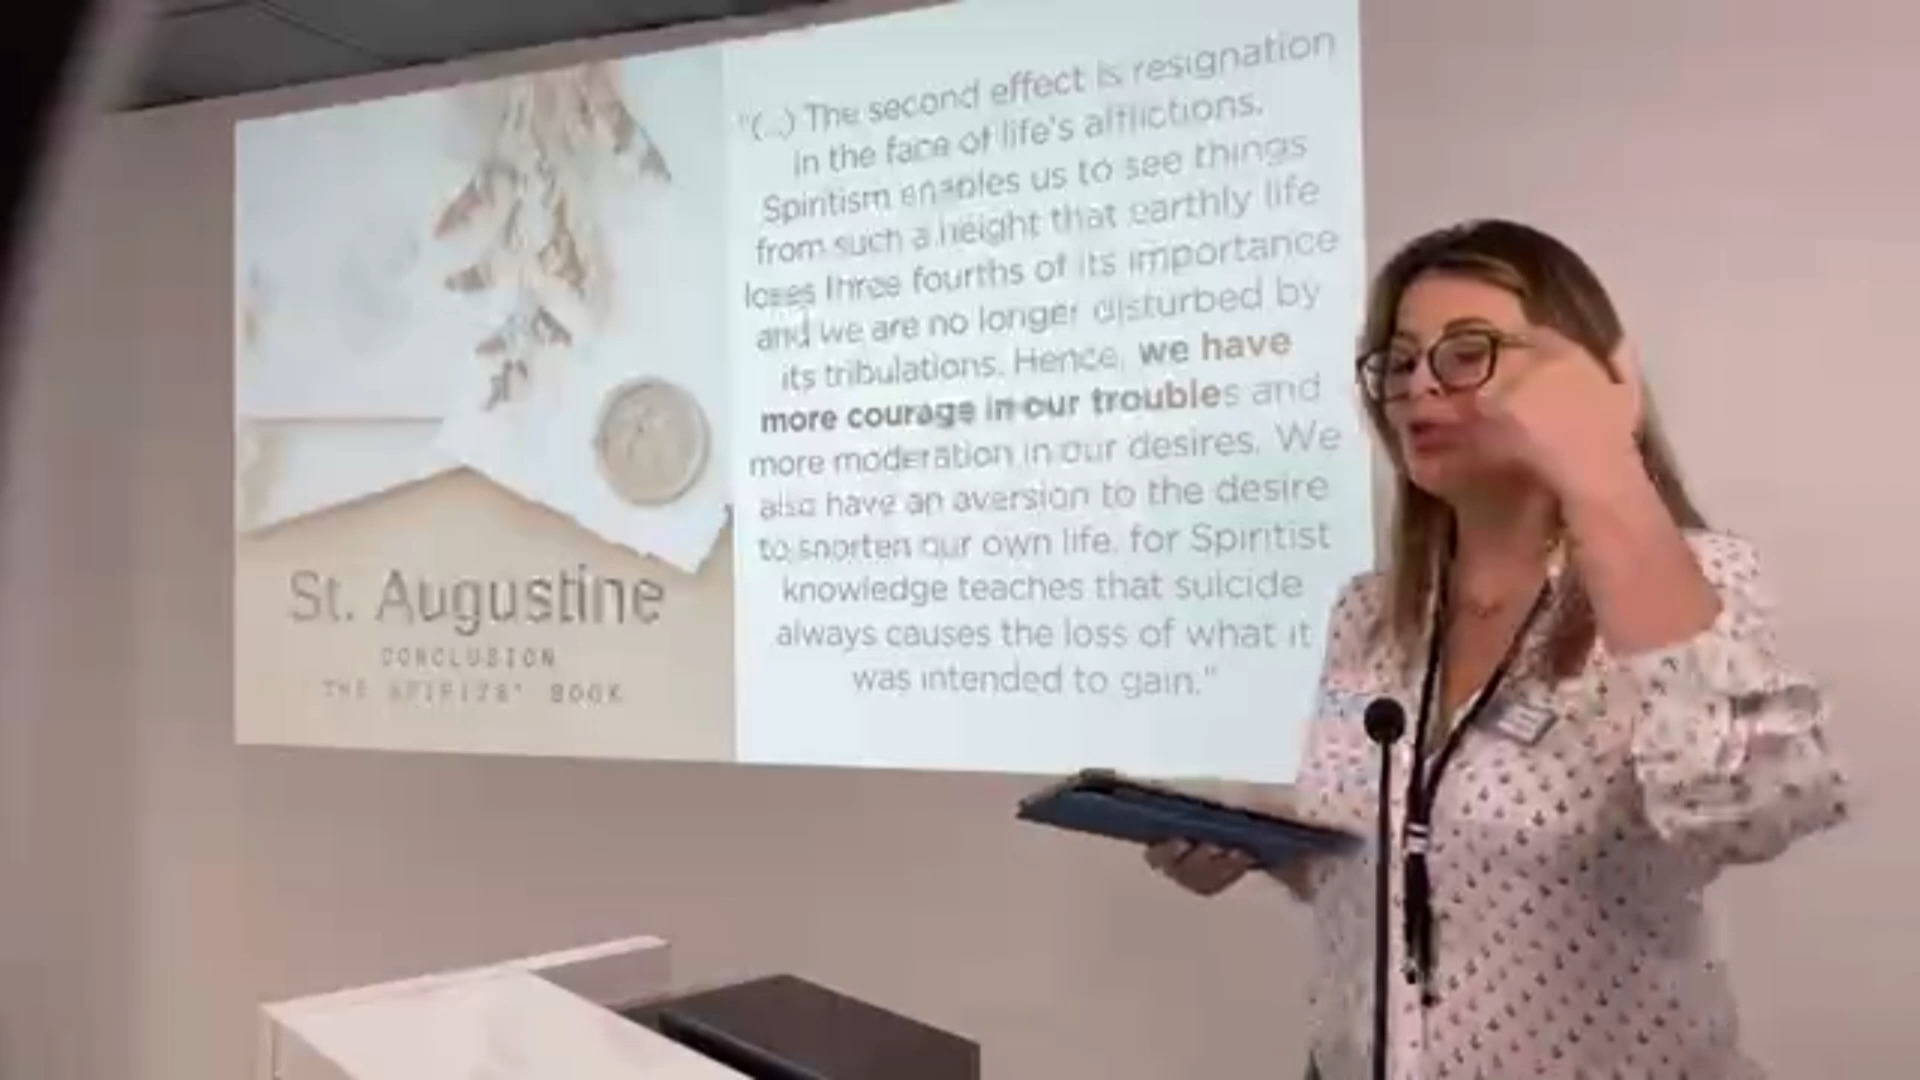 "(...) The second effect is resignation
in the face of life's afflictions.
Spiritism enables us to see things
from such a height that earthly life
loses three fourths of its importance
and we are no longer disturbed by
its tribulations. Hence, we have
more courage in our troubles and
more moderation in our desires. We
also have an aversion to the desire
to shorten our own life, for Spiritist
knowledge teaches that suicide
always causes the loss of what it
was intended to gain."
St. Augustine
CONCLUSION
THE SPIRITS' BOOK